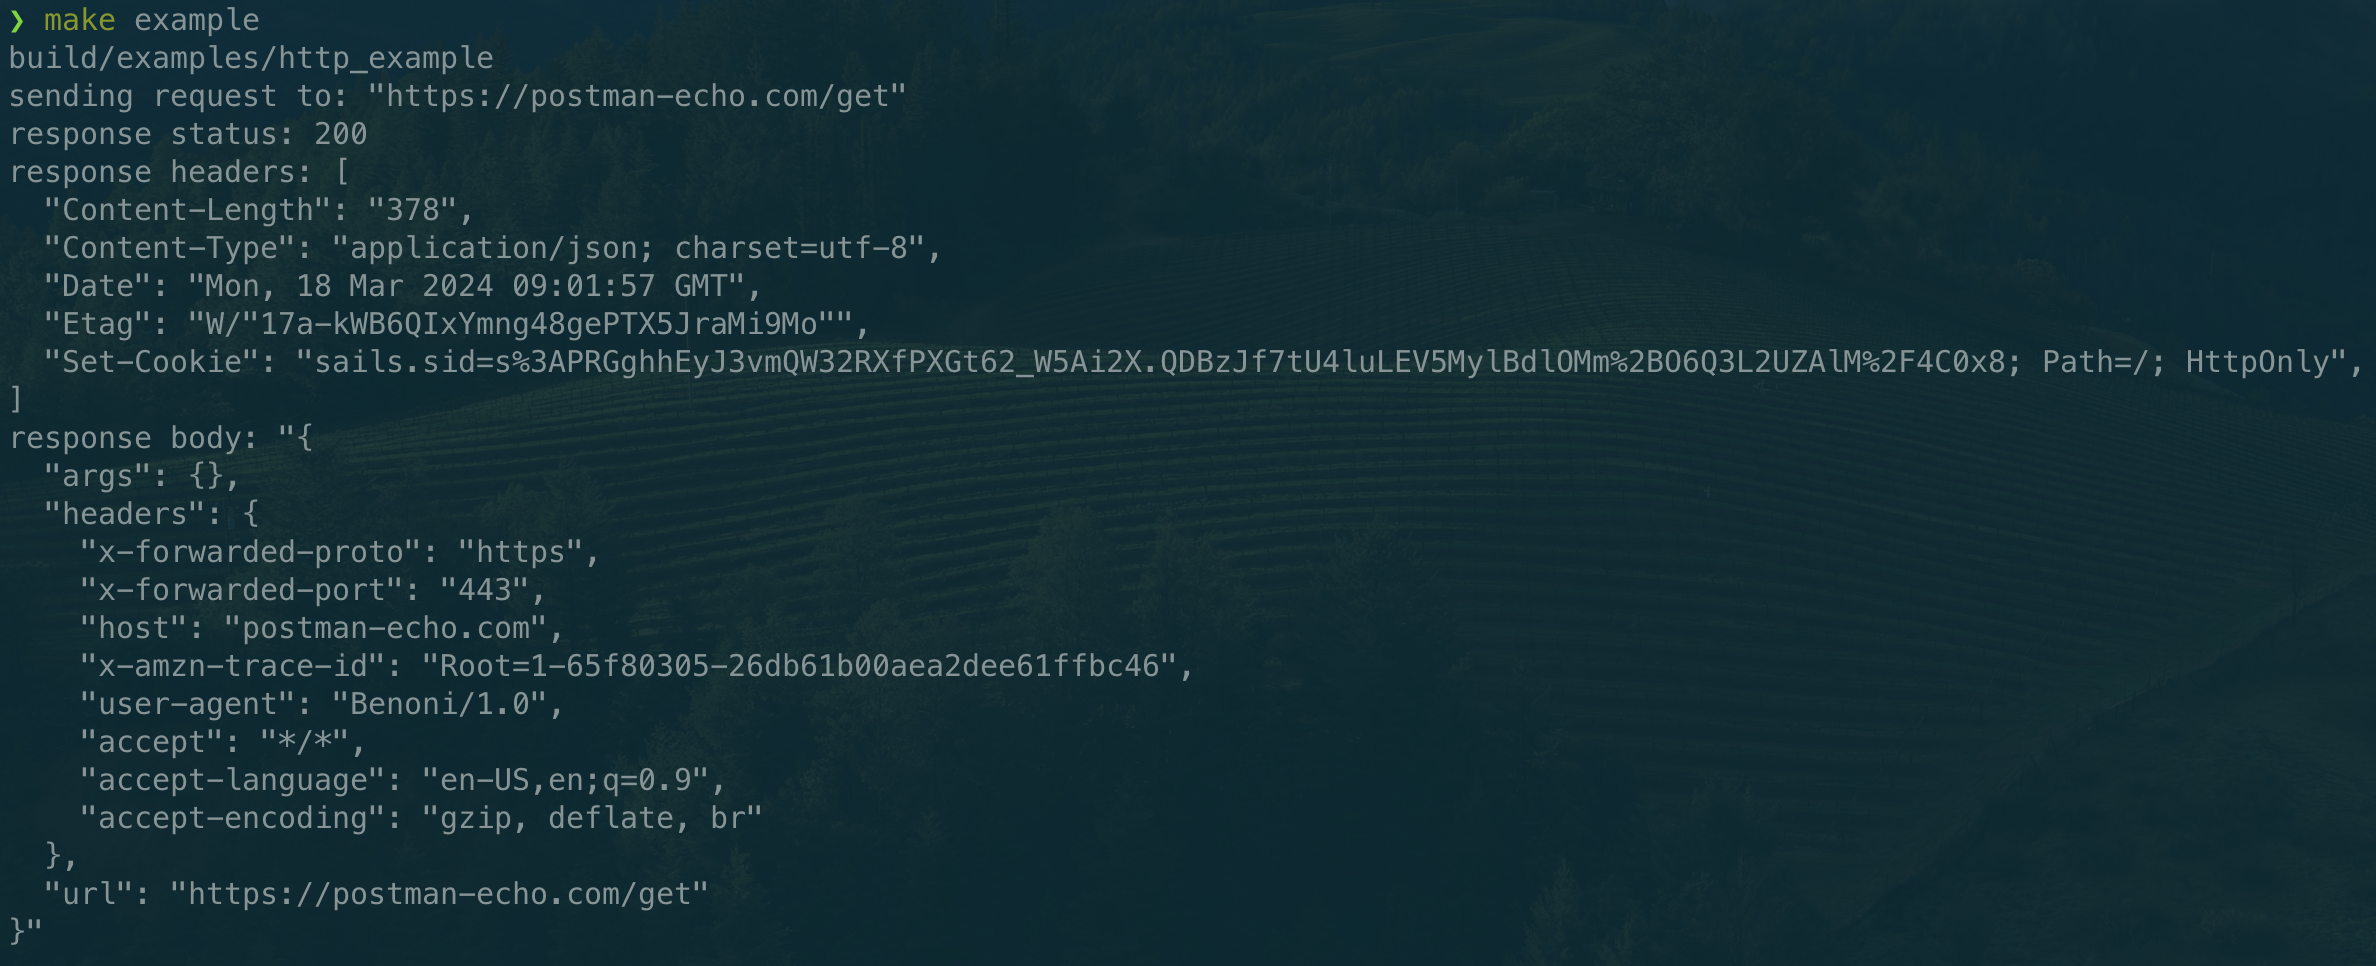 ❯ make example
build/examples/http_example
sending request to: "https://postman-echo.com/get"
response status: 200
response headers: [
  "Content-Length": "378",
  "Content-Type": "application/json; charset=utf-8",
  "Date": "Mon, 18 Mar 2024 09:01:57 GMT",
  "Etag": "W/"17a-kWB6QIxYmng48gePTX5JraMi9Mo"",
  "Set-Cookie": "sails.sid=s%3APRGghhEyJ3vmQW32RXfPXGt62_W5Ai2X.QDBzJf7tU4luLEV5MylBdlOMm%2BO6Q3L2UZAlM%2F4C0x8; Path=/; HttpOnly",
]
response body: "{
  "args": {},
  "headers": {
    "x-forwarded-proto": "https",
    "x-forwarded-port": "443",
    "host": "postman-echo.com",
    "x-amzn-trace-id": "Root=1-65f80305-26db61b00aea2dee61ffbc46",
    "user-agent": "Benoni/1.0",
    "accept": "*/*",
    "accept-language": "en-US,en;q=0.9",
    "accept-encoding": "gzip, deflate, br"
  },
  "url": "https://postman-echo.com/get"
}"